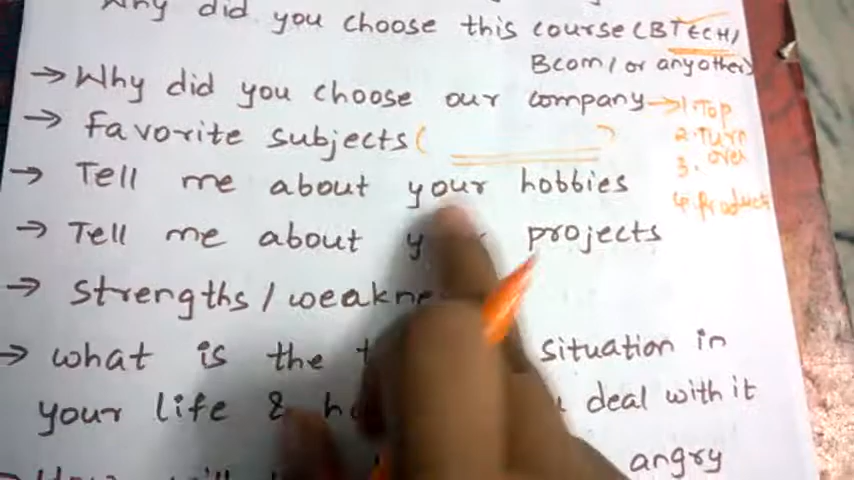 Why did you choose this course (BTECH/
Bcom/ or anyother)
→ Why did you choose our company → 1. Top
2. Turn
over
3.
4. Products
→ Favorite subjects (          )
→ Tell me about your hobbies
→ Tell me about projects
→ Strengths /
→ what is the situation in
your life & deal with it
angry